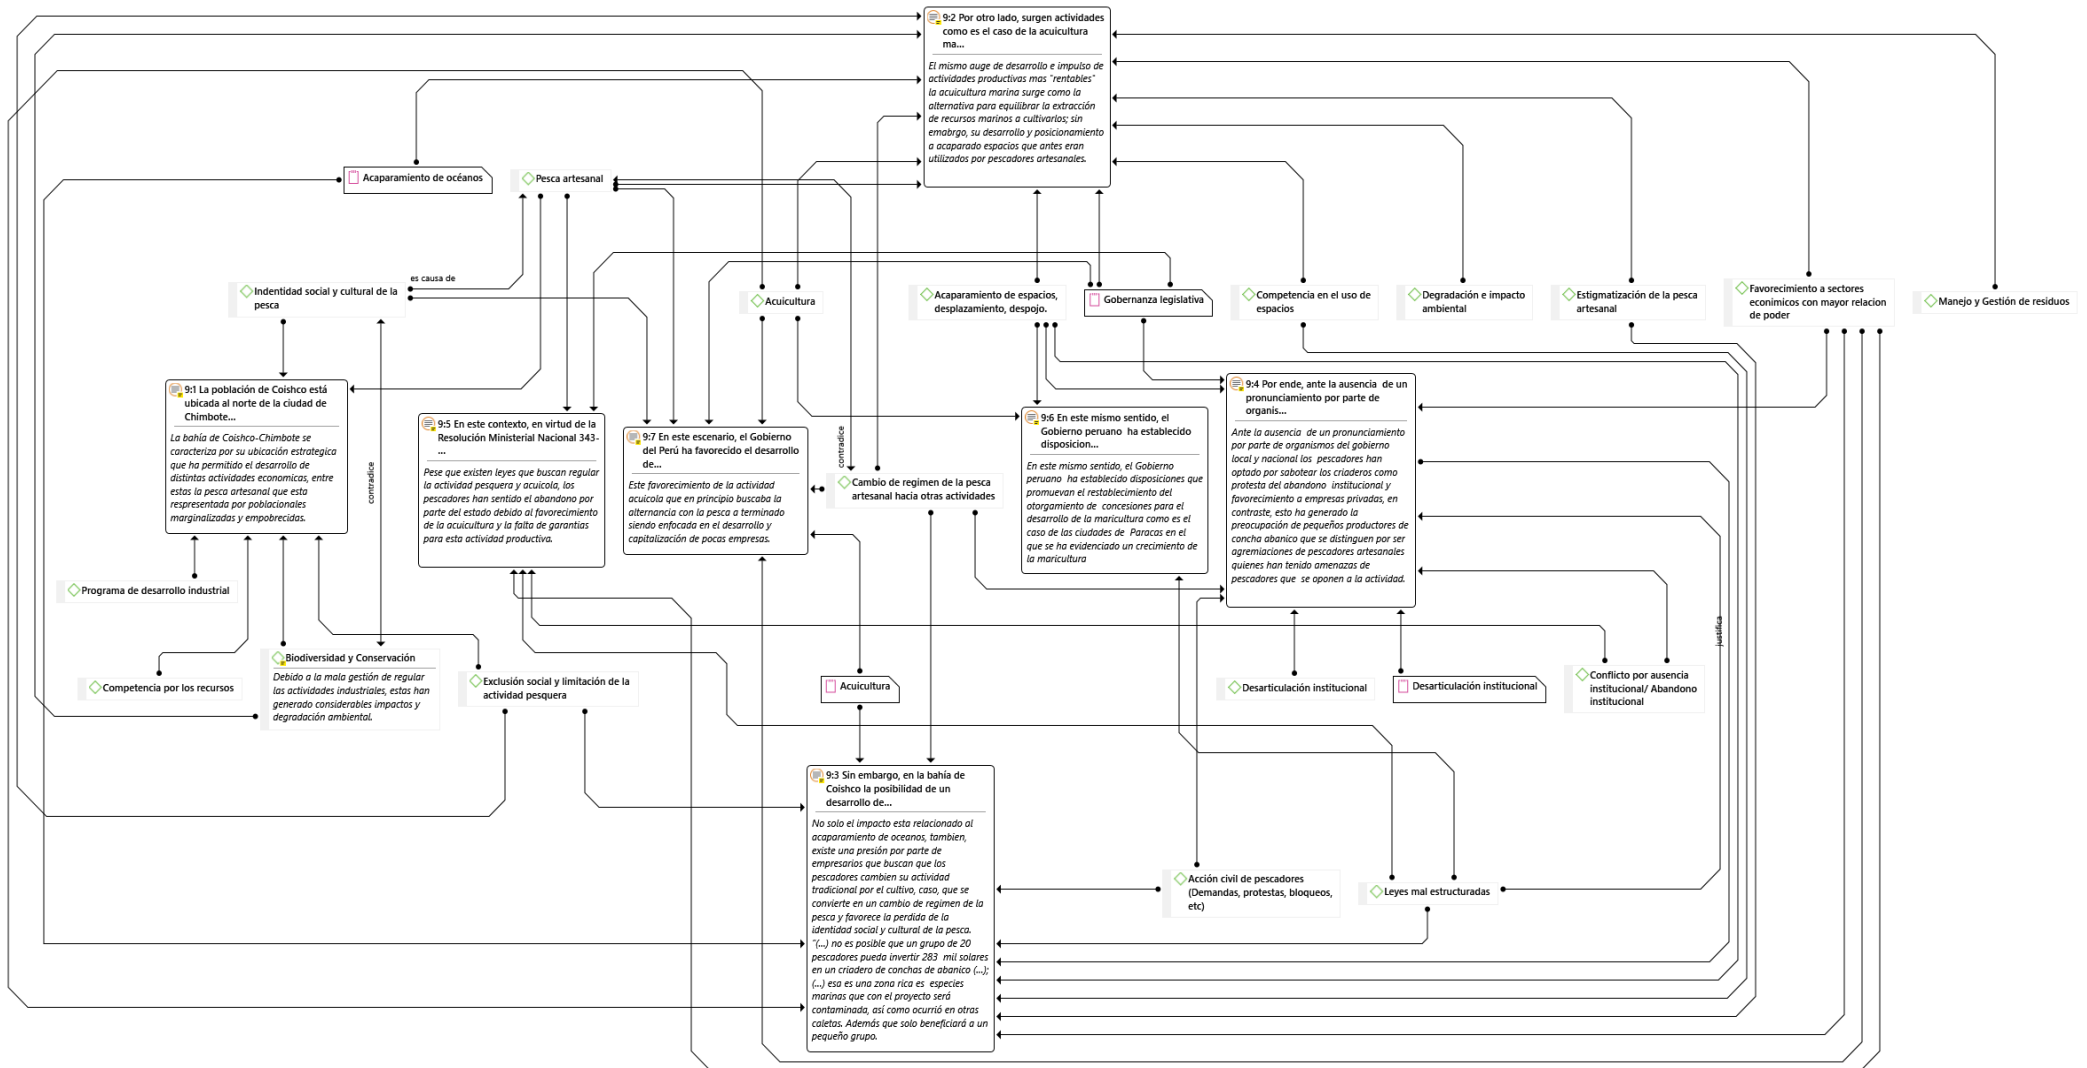 9:2 Por otro lado, surgen actividades
como es el caso de la acuicultura
ma...
El mismo auge de desarrollo e impulso de
actividades productivas mas "rentables"
la acuicultura marina surge como la
alternativa para equilibrar la extracción
de recursos marinos a cultivarlos; sin
emabrgo, su desarrollo y posicionamiento
a acaparado espacios que antes eran
utilizados por pescadores artesanales.
Acaparamiento de océanos
Pesca artesanal
es causa de
Indentidad social y cultural de la
pesca
Acuicultura
Acaparamiento de espacios,
desplazamiento, despojo.
Gobernanza legislativa
Competencia en el uso de
espacios
Degradación e impacto
ambiental
Estigmatización de la pesca
artesanal
Favorecimiento a sectores
econimicos con mayor relacion
de poder
Manejo y Gestión de residuos
9:1 La población de Coishco está
ubicada al norte de la ciudad de
Chimbote...
La bahía de Coishco-Chimbote se
caracteriza por su ubicación estrategica
que ha permitido el desarrollo de
distintas actividades economicas, entre
estas la pesca artesanal que esta
respresentada por poblacionales
marginalizadas y empobrecidas.
contradice
9:5 En este contexto, en virtud de la
Resolución Ministerial Nacional 343-
...
Pese que existen leyes que buscan regular
la actividad pesquera y acuicola, los
pescadores han sentido el abandono por
parte del estado debido al favorecimiento
de la acuicultura y la falta de garantias
para esta actividad productiva.
9:7 En este escenario, el Gobierno
del Perú ha favorecido el desarrollo
de...
Este favorecimiento de la actividad
acuícola que en principio buscaba la
alternancia con la pesca a terminado
siendo enfocada en el desarrollo y
capitalización de pocas empresas.
contradice
Cambio de regimen de la pesca
artesanal hacia otras actividades
9:6 En este mismo sentido, el
Gobierno peruano ha establecido
disposicion...
En este mismo sentido, el Gobierno
peruano ha establecido disposiciones que
promuevan el restablecimiento del
otorgamiento de concesiones para el
desarrollo de la maricultura como es el
caso de las ciudades de Paracas en el
que se ha evidenciado un crecimiento de
la maricultura
9:4 Por ende, ante la ausencia de un
pronunciamiento por parte de
organis...
Ante la ausencia de un pronunciamiento
por parte de organismos del gobierno
local y nacional los pescadores han
optado por sabotear los criaderos como
protesta del abandono institucional y
favorecimiento a empresas privadas, en
contraste, esto ha generado la
preocupación de pequeños productores de
concha abanico que se distinguen por ser
agremiaciones de pescadores artesanales
quienes han tenido amenazas de
pescadores que se oponen a la actividad.
justifica
Programa de desarrollo industrial
Competencia por los recursos
Biodiversidad y Conservación
Debido a la mala gestión de regular
las actividades industriales, estas han
generado considerables impactos y
degradación ambiental.
Exclusión social y limitación de la
actividad pesquera
Acuicultura
Desarticulación institucional
Desarticulación institucional
Conflicto por ausencia
institucional/ Abandono
institucional
9:3 Sin embargo, en la bahía de
Coishco la posibilidad de un
desarrollo de...
No solo el impacto esta relacionado al
acaparamiento de oceanos, tambien,
existe una presión por parte de
empresarios que buscan que los
pescadores cambien su actividad
tradicional por el cultivo, caso, que se
convierte en un cambio de regimen de la
pesca y favorece la perdida de la
identidad social y cultural de la pesca.
"(...) no es posible que un grupo de 20
pescadores pueda invertir 283 mil solares
en un criadero de conchas de abanico (...);
(...) esa es una zona rica es especies
marinas que con el proyecto será
contaminada, así como ocurrió en otras
caletas. Además que solo beneficiará a un
pequeño grupo.
Acción civil de pescadores
(Demandas, protestas, bloqueos,
etc)
Leyes mal estructuradas